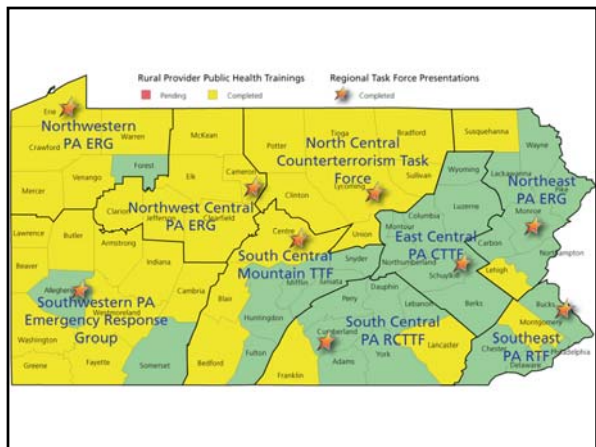 Rural Provider Public Health Trainings
Regional Task Force Presentations
Pending
Completed
Completed
Erie
Northwestern
PA ERG
Crawford
Warren
McKean
Mercer
Venango
Forest
Elk
Cameron
Potter
Tioga
Bradford
North Central
Counterterrorism Task
Force
Sullivan
Lycoming
Clinton
Susquehanna
Wayne
Wyoming
Lackawanna
Northeast
PA ERG
Pike
Monroe
Luzerne
Columbia
Montour
Union
Carbon
Northampton
Northwest Central
PA ERG
Clarion
Jefferson
Clearfield
Lawrence
Butler
Armstrong
Beaver
Indiana
Allegheny
Southwestern PA
Emergency Response
Group
Westmoreland
Cambria
Washington
Greene
Fayette
Somerset
Centre
South Central
Mountain TTF
Blair
Huntingdon
Bedford
Fulton
Mifflin
Juniata
Snyder
East Central
PA CTTF
Northumberland
Schuylkill
Lehigh
Berks
Perry
Dauphin
Lebanon
Cumberland
South Central
PA RCTTF
Franklin
Adams
York
Lancaster
Bucks
Montgomery
Southeast
PA RTF
Chester
Delaware
Philadelphia